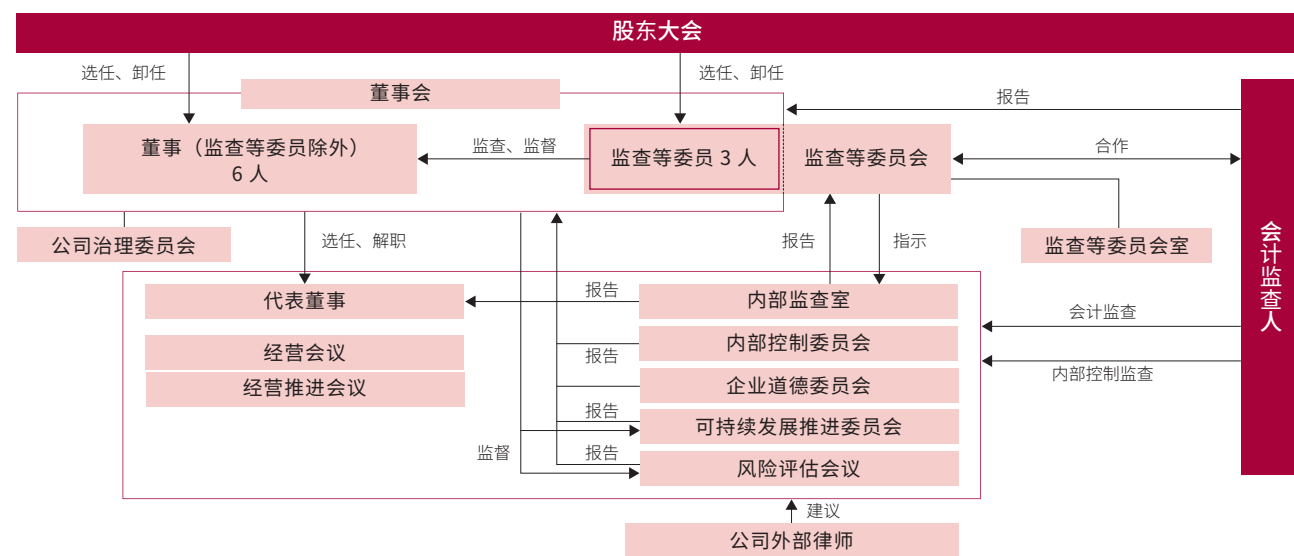 股东大会
选任、卸任
选任、卸任
董事会
报告
董事（监查等委员除外）
6 人
监查、监督
监查等委员 3 人
监查等委员会
合作
公司治理委员会
选任、解职
报告
指示
监查等委员会室
会计监查人
代表董事
报告
内部监查室
会计监查
经营会议
报告
内部控制委员会
内部控制监查
经营推进会议
企业道德委员会
报告
可持续发展推进委员会
监督
报告
风险评估会议
建议
公司外部律师